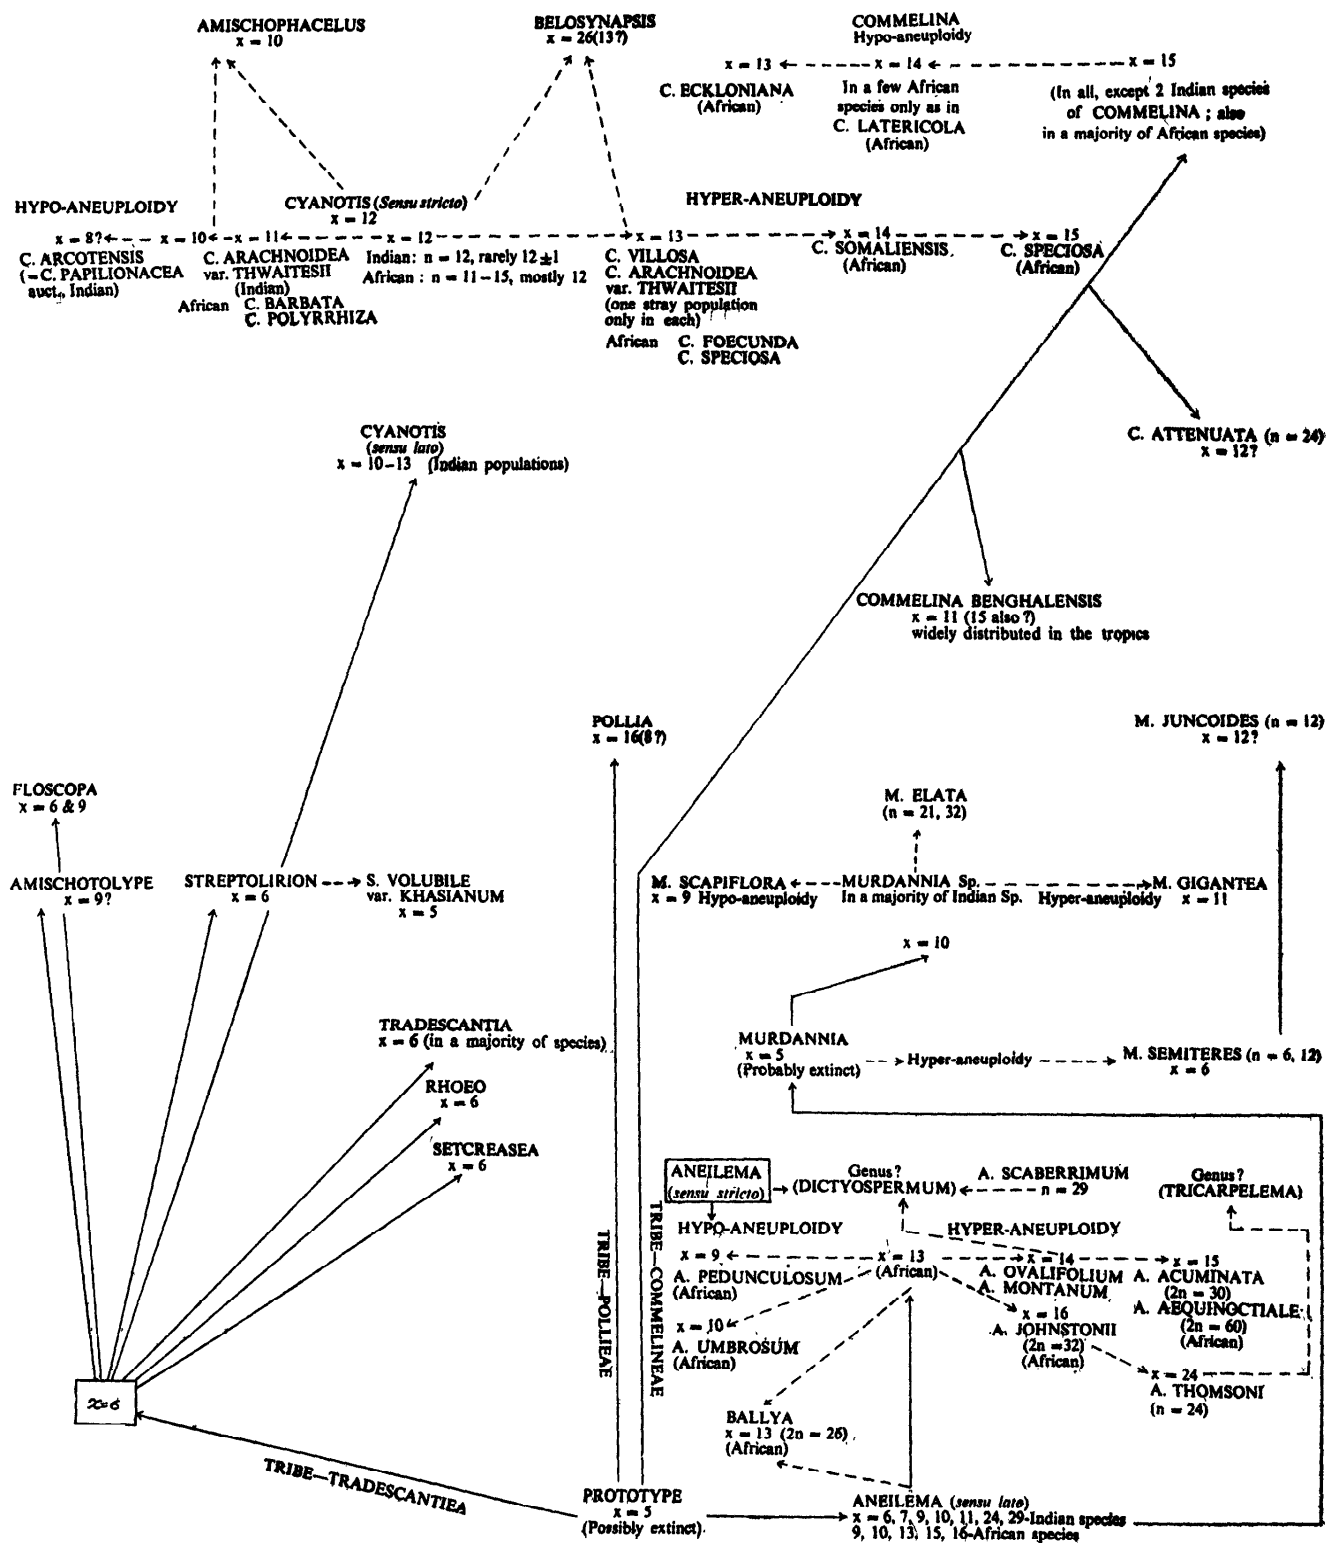 AMISCHOPHACELUS
x = 10
BELOSYNAPSIS
x = 26(13?)
COMMELINA
Hypo-aneuploidy
x = 13
x = 14
x = 15
C. ECKLONIANA
(African)
In a few African
species only as in
C. LATERICOLA
(African)
(In all, except 2 Indian species
of COMMELINA ; also
in a majority of African species)
HYPO-ANEUPLOIDY
CYANOTIS (Sensu stricto)
x = 12
HYPER-ANEUPLOIDY
x = 8?
x = 10
x = 11
x = 12
x = 13
x = 14
x = 15
C. ARCOTENSIS
(= C. PAPILIONACEA
auct., Indian)
C. ARACHNOIDEA
var. THWAITESII
(Indian)
African C. BARBATA
C. POLYRRHIZA
Indian: n = 12, rarely 12 ±1
African : n = 11-15, mostly 12
C. VILLOSA
C. ARACHNOIDEA
var. THWAITESII
(one stray population
only in each)
African C. FOECUNDA
C. SPECIOSA
C. SOMALIENSIS
(African)
C. SPECIOSA
(African)
CYANOTIS
(sensu lato)
x = 10-13 (Indian populations)
C. ATTENUATA (n = 24)
x = 12?
COMMELINA BENGHALENSIS
x = 11 (15 also ?)
widely distributed in the tropics
POLLIA
x = 16(8?)
M. JUNCOIDES (n = 12)
x = 12?
FLOSCOPA
x = 6 & 9
M. ELATA
(n = 21, 32)
AMISCHOTOLYPE
x = 9?
STREPTOLIRION
x = 6
S. VOLUBILE
var. KHASIANUM
x = 5
M. SCAPIFLORA
x = 9 Hypo-aneuploidy
MURDANNIA Sp.
In a majority of Indian Sp.
Hyper-aneuploidy
M. GIGANTEA
x = 11
x = 10
TRADESCANTIA
x = 6 (in a majority of species)
MURDANNIA
x = 5
(Probably extinct)
Hyper-aneuploidy
M. SEMITERES (n = 6, 12)
x = 6
RHOEO
x = 6
SETCREASEA
x = 6
ANEILEMA
(sensu stricto)
Genus?
(DICTYOSPERMUM)
A. SCABERRIMUM
n = 29
Genus?
(TRICARPELEMA)
HYPO-ANEUPLOIDY
HYPER-ANEUPLOIDY
x = 9
x = 13
(African)
x = 14
x = 15
A. PEDUNCULOSUM
(African)
A. OVALIFOLIUM
A. MONTANUM
A. ACUMINATA
(2n = 30)
A. AEQUINOCTIALE
(2n = 60)
(African)
x = 10
A. UMBROSUM
(African)
x = 16
A. JOHNSTONII
(2n = 32)
(African)
x = 24
A. THOMSONI
(n = 24)
TRIBE—POLLIEAE
TRIBE—COMMELINEAE
x=6
BALLYA
x = 13 (2n = 26)
(African)
TRIBE—TRADESCANTIEA
PROTOTYPE
x = 5
(Possibly extinct)
ANEILEMA (sensu lato)
x = 6, 7, 9, 10, 11, 24, 29-Indian species
9, 10, 13, 15, 16-African species